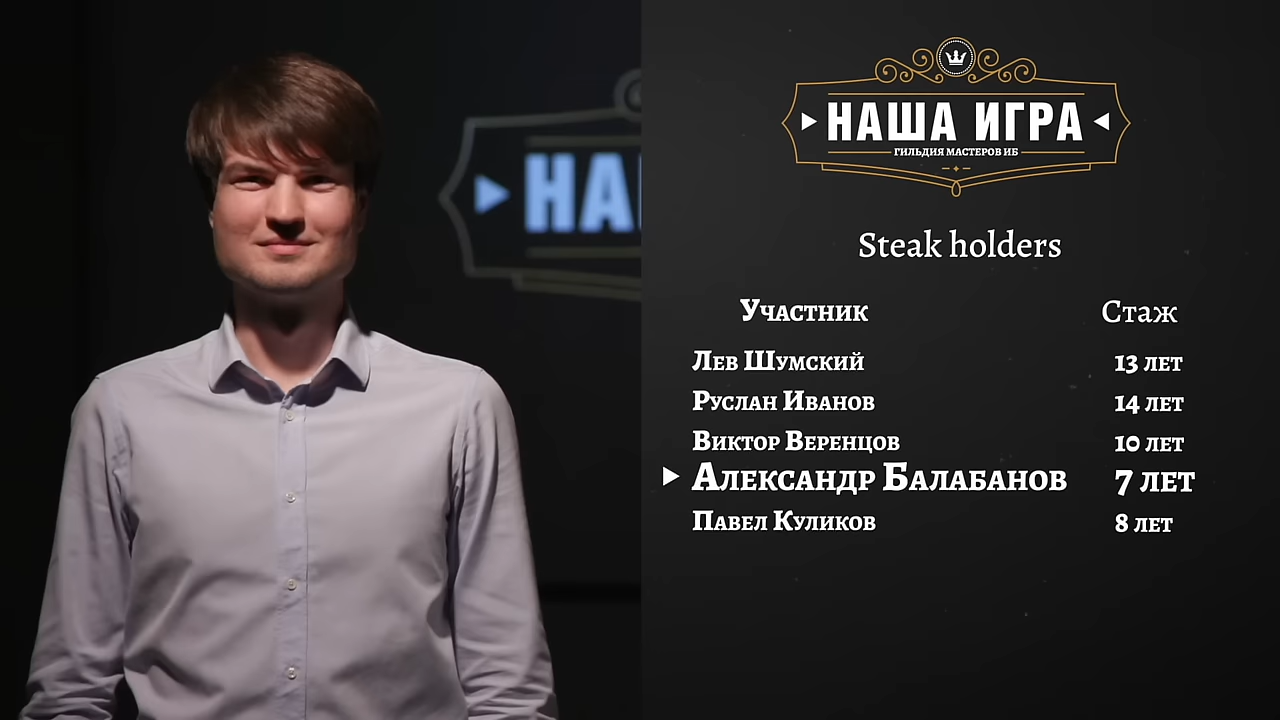 НА
НАША ИГРА
ГИЛЬДИЯ МАСТЕРОВ ИБ
Steak holders
Участник Стаж
Лев Шумский 13 лет
Руслан Иванов 14 лет
Виктор Веренцов 10 лет
Александр Балабанов 7 лет
Павел Куликов 8 лет